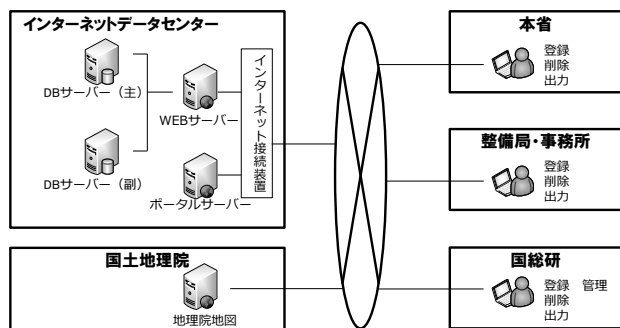 インターネットデータセンター
DBサーバー（主）
WEBサーバー
DBサーバー（副）
ポータルサーバー
インターネット接続装置
国土地理院
地理院地図
本省
登録
削除
出力
整備局・事務所
登録
削除
出力
国総研
登録　管理
削除
出力